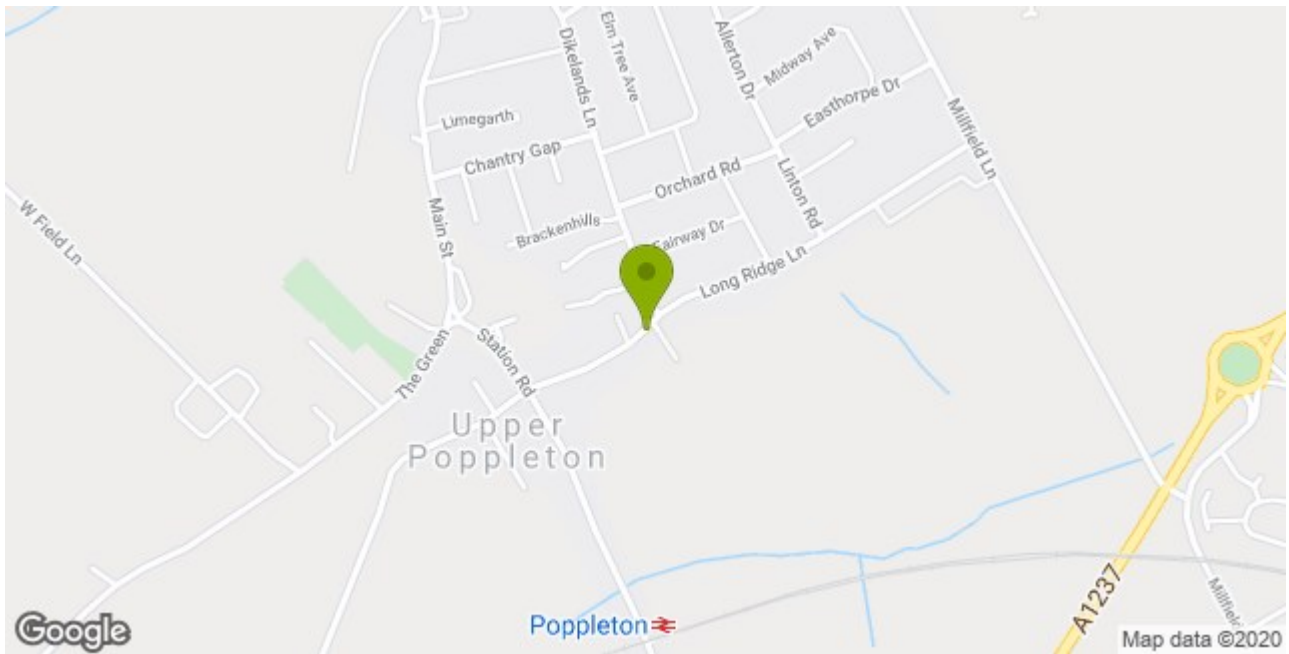 Elm Tree Ave
Dikelands Ln
Allerton Dr
Midway Ave
Easthorpe Dr
Millfield Ln
Limegarth
Chantry Gap
Orchard Rd
Linton Rd
Main St
W Field Ln
Brackenhills
Fairway Dr
Long Ridge Ln
The Green
Station Rd
Upper
Poppleton
A1237
Millfield
Poppleton
Google
Map data ©2020